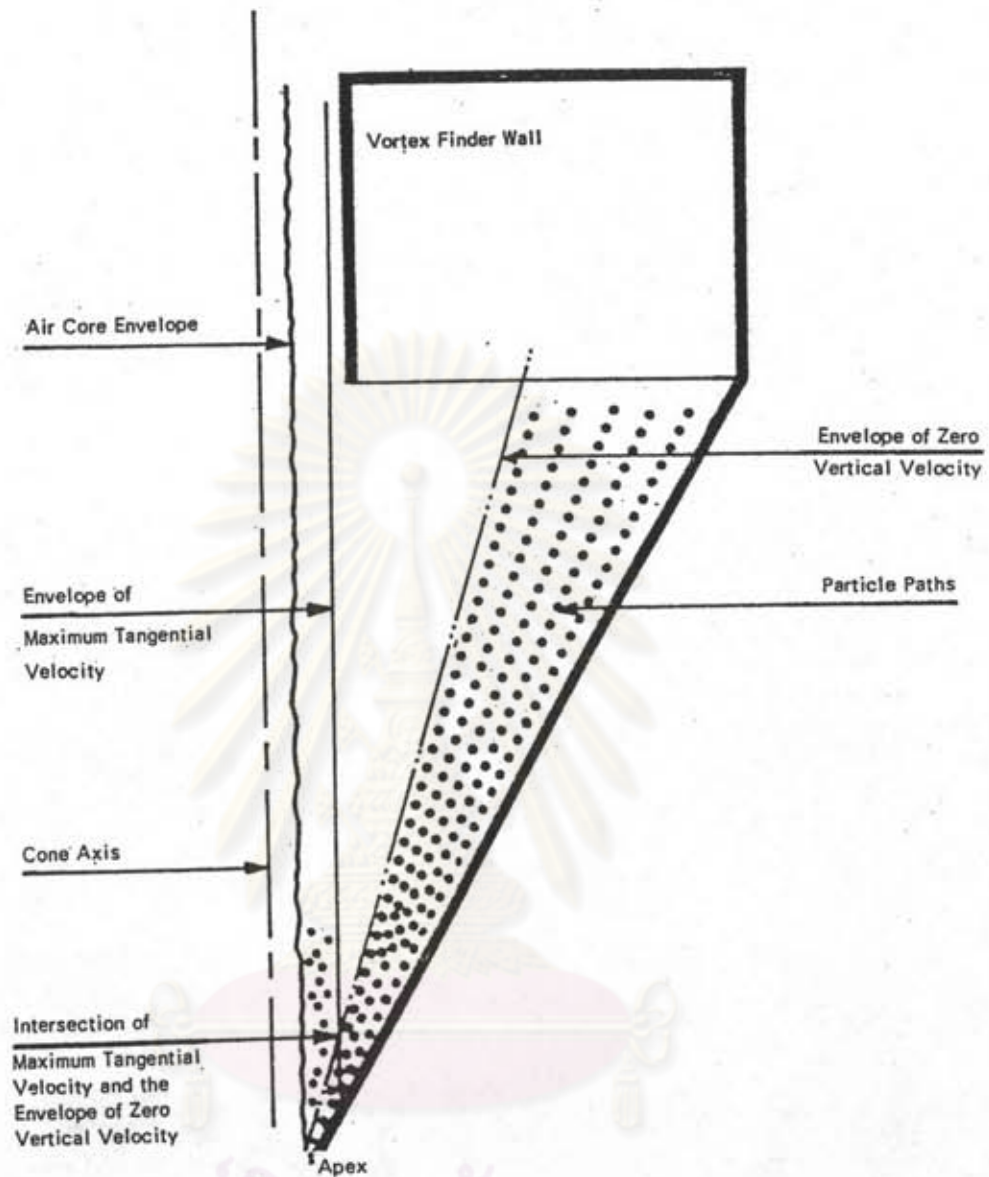 Vortex Finder Wall
Air Core Envelope
Envelope of Zero
Vertical Velocity
Envelope of
Maximum Tangential
Velocity
Particle Paths
Cone Axis
Intersection of
Maximum Tangential
Velocity and the
Envelope of Zero
Vertical Velocity
Apex